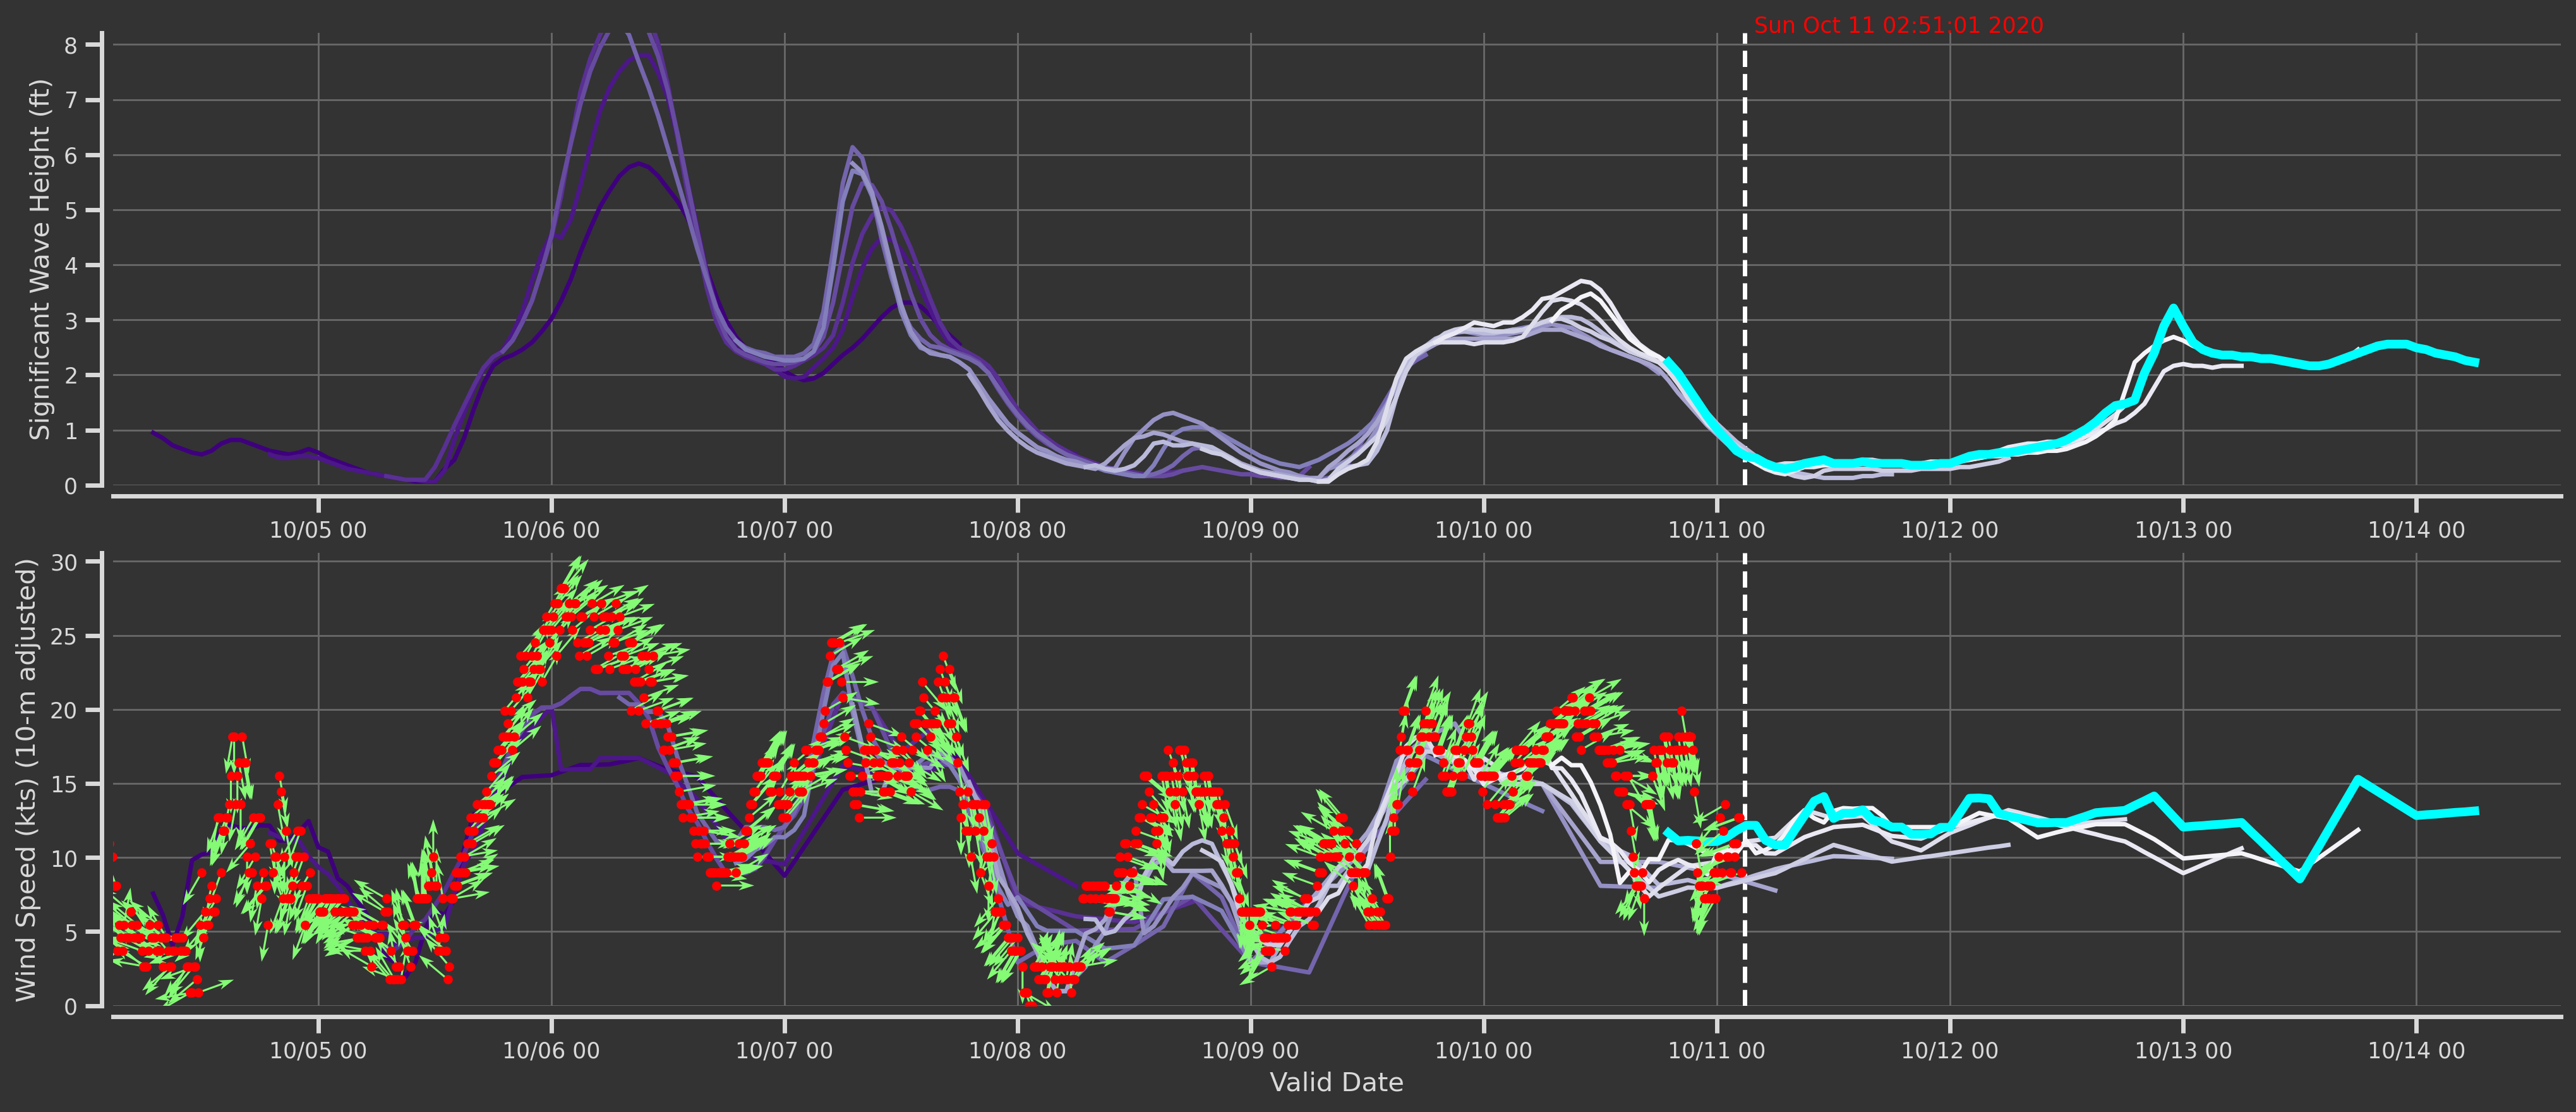 Sun Oct 11 02:51:01 2020
Significant Wave Height (ft)
8
7
6
5
4
3
2
1
0
10/05 00 10/06 00 10/07 00 10/08 00 10/09 00 10/10 00 10/11 00 10/12 00 10/13 00 10/14 00
Wind Speed (kts) (10-m adjusted)
30
25
20
15
10
5
0
10/05 00 10/06 00 10/07 00 10/08 00 10/09 00 10/10 00 10/11 00 10/12 00 10/13 00 10/14 00
Valid Date